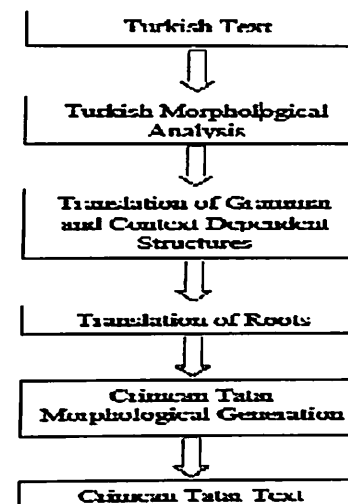 Turkish Text
Turkish Morphological
Analysis
Translation of Grammar
and Context Dependent
Structures
Translation of Roots
Crimean Tatar
Morphological Generation
Crimean Tatar Text